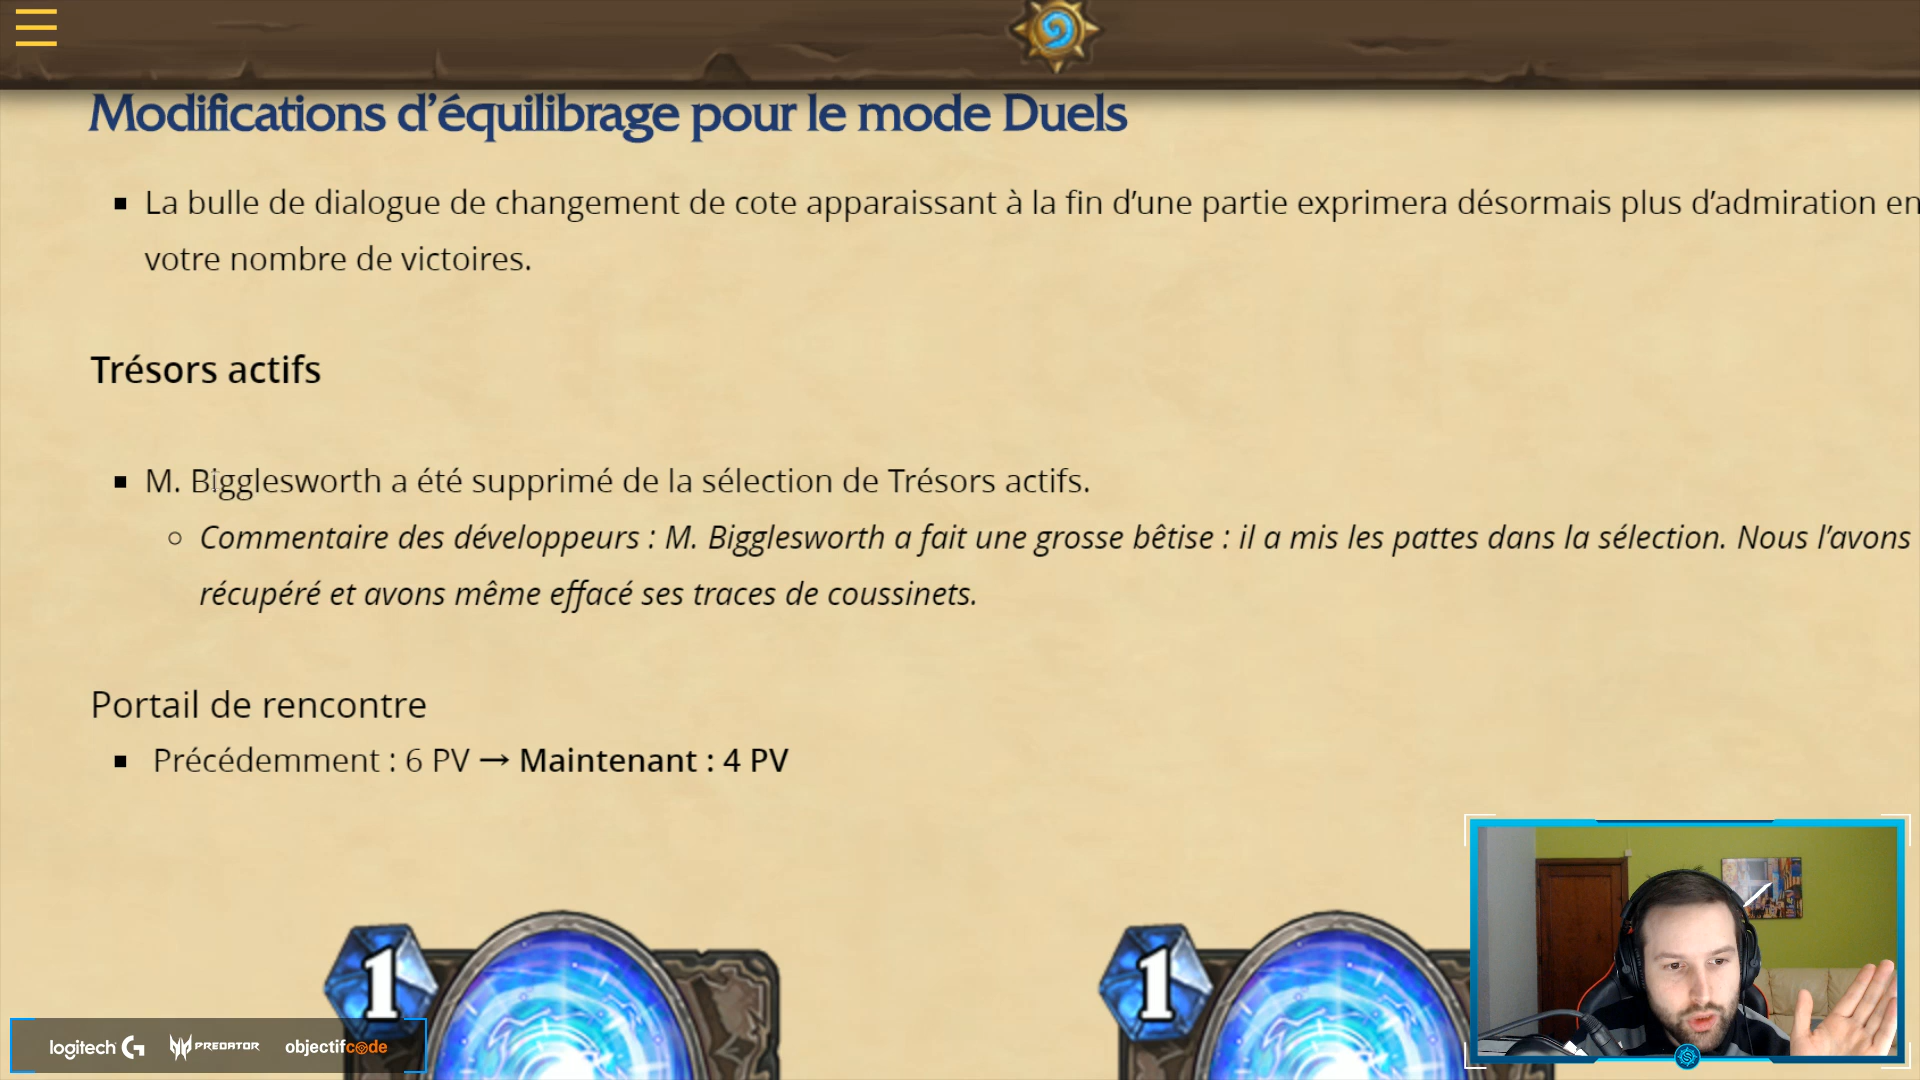 Modifications d’équilibrage pour le mode Duels
La bulle de dialogue de changement de cote apparaissant à la fin d’une partie exprimera désormais plus d’admiration en
votre nombre de victoires.
Trésors actifs
M. Bigglesworth a été supprimé de la sélection de Trésors actifs.
Commentaire des développeurs : M. Bigglesworth a fait une grosse bêtise : il a mis les pattes dans la sélection. Nous l’avons
récupéré et avons même effacé ses traces de coussinets.
Portail de rencontre
Précédemment : 6 PV → Maintenant : 4 PV
1 1
logitech G PREDATOR objectifcode